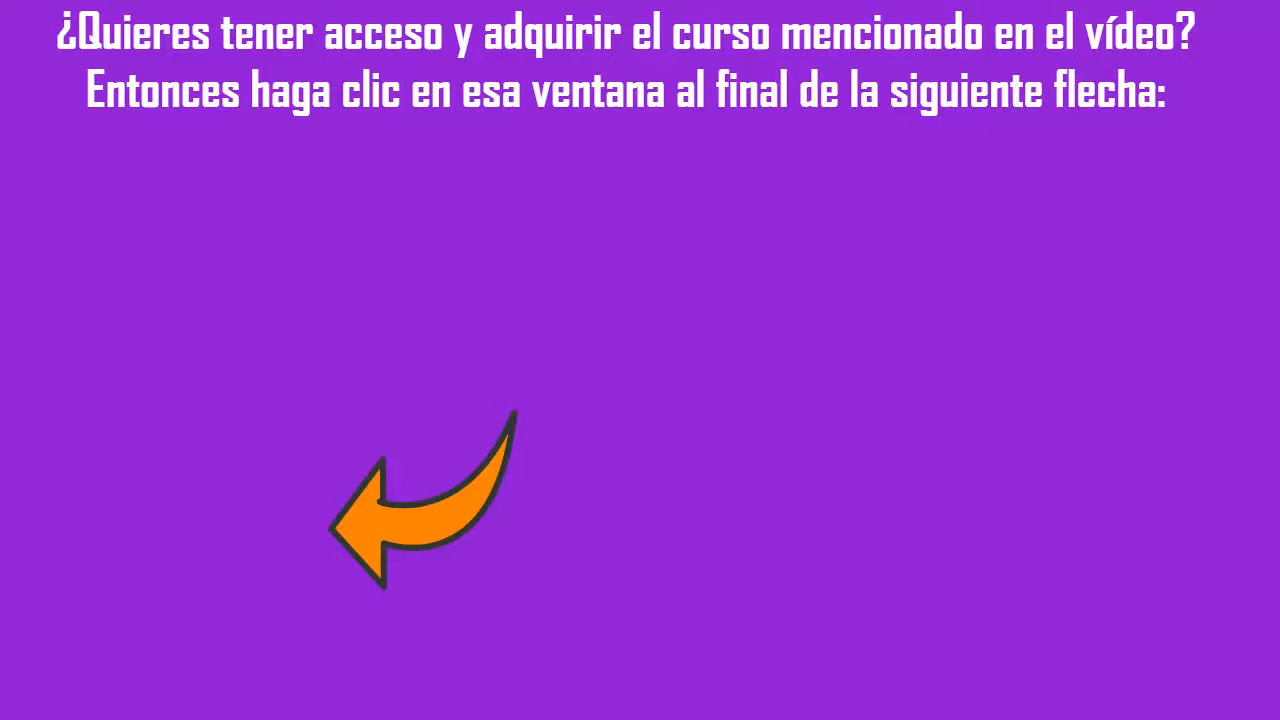 ¿Quieres tener acceso y adquirir el curso mencionado en el vídeo?
Entonces haga clic en esa ventana al final de la siguiente flecha: